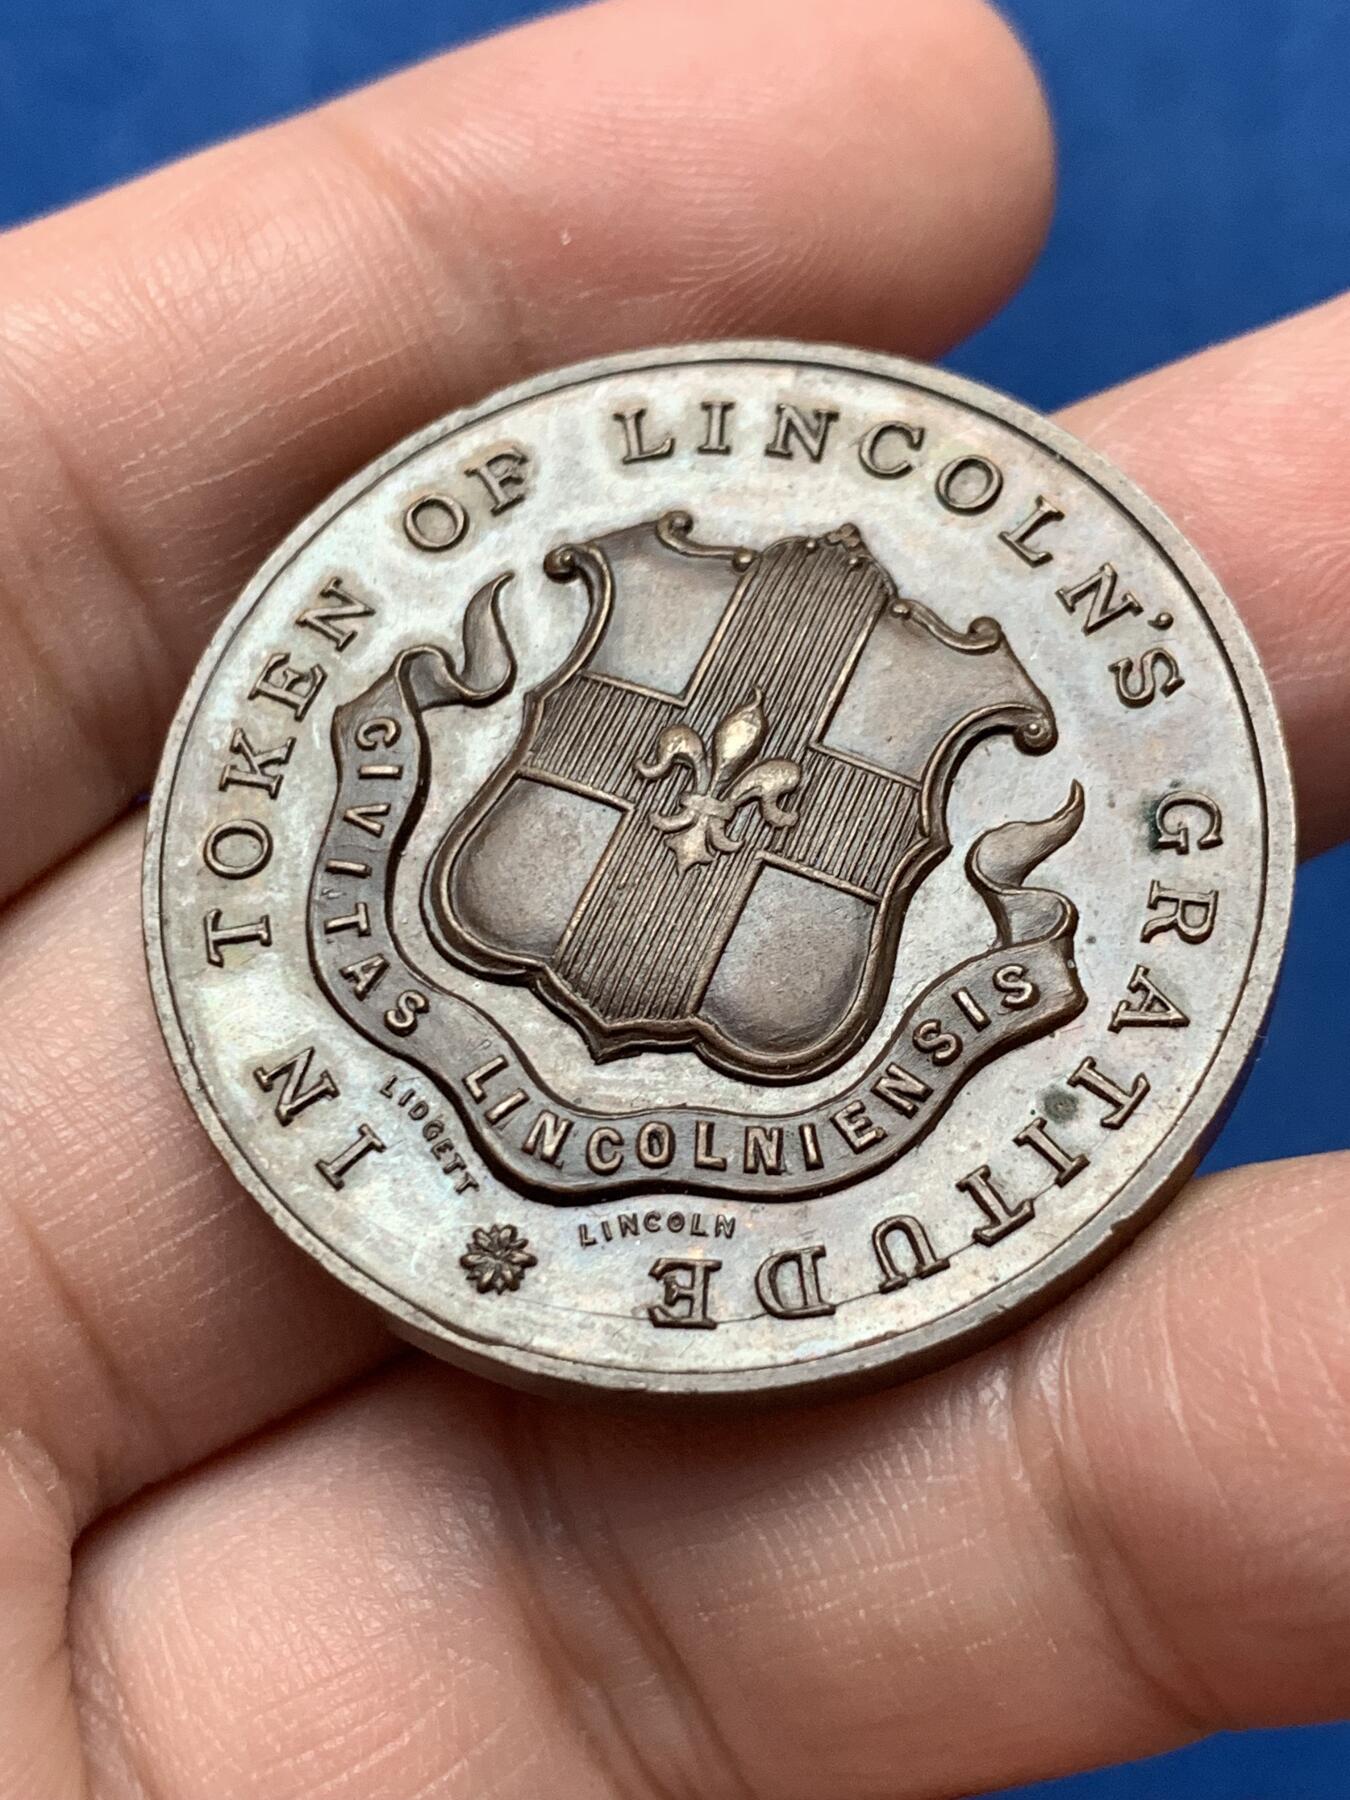 IN TOKEN OF LINCOLN'S GRATITUDE
CIVITAS LINCOLNIENSIS
LIDGETT
LINCOLN